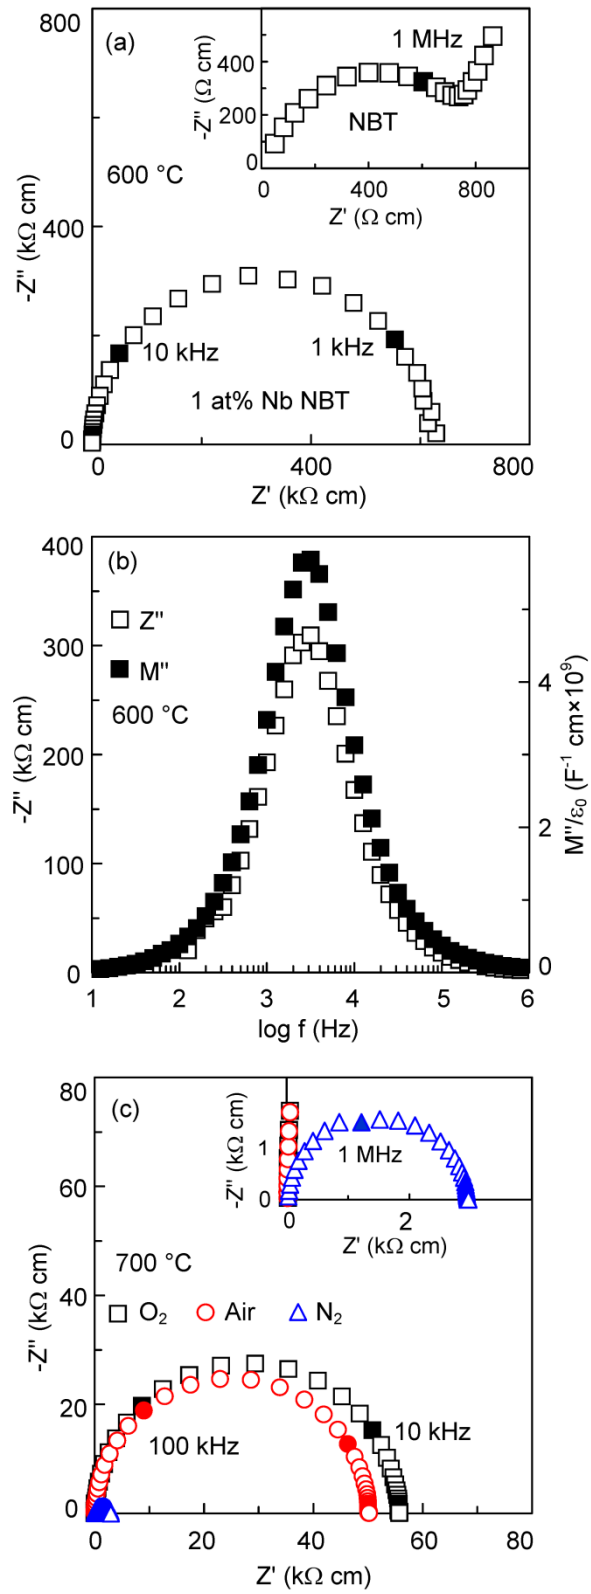 (a)
800
400
0
-Z'' (kΩ cm)
0 400 800
Z' (kΩ cm)
600 °C
10 kHz
1 kHz
1 at% Nb NBT
-Z'' (Ω cm)
400
200
0
1 MHz
NBT
0 400 800
Z' (Ω cm)
(b)
400
300
200
100
0
-Z'' (kΩ cm)
Z''
M''
600 °C
4
2
0
M''/ε₀ (F⁻¹ cm×10⁹)
1 2 3 4 5 6
log f (Hz)
(c)
80
60
40
20
0
-Z'' (kΩ cm)
700 °C
O₂ Air N₂
100 kHz
10 kHz
0 20 40 60 80
Z' (kΩ cm)
-Z'' (kΩ cm)
1
0
1 MHz
0 2
Z' (kΩ cm)